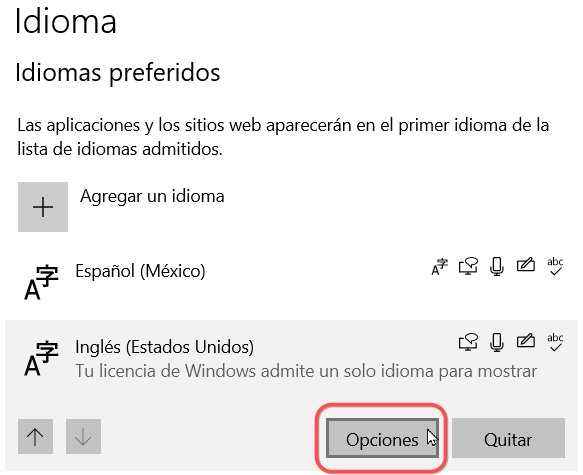 Idioma
Idiomas preferidos
Las aplicaciones y los sitios web aparecerán en el primer idioma de la
lista de idiomas admitidos.
Agregar un idioma
Español (México)
abc
Inglés (Estados Unidos)
abc
Tu licencia de Windows admite un solo idioma para mostrar
Opciones
Quitar